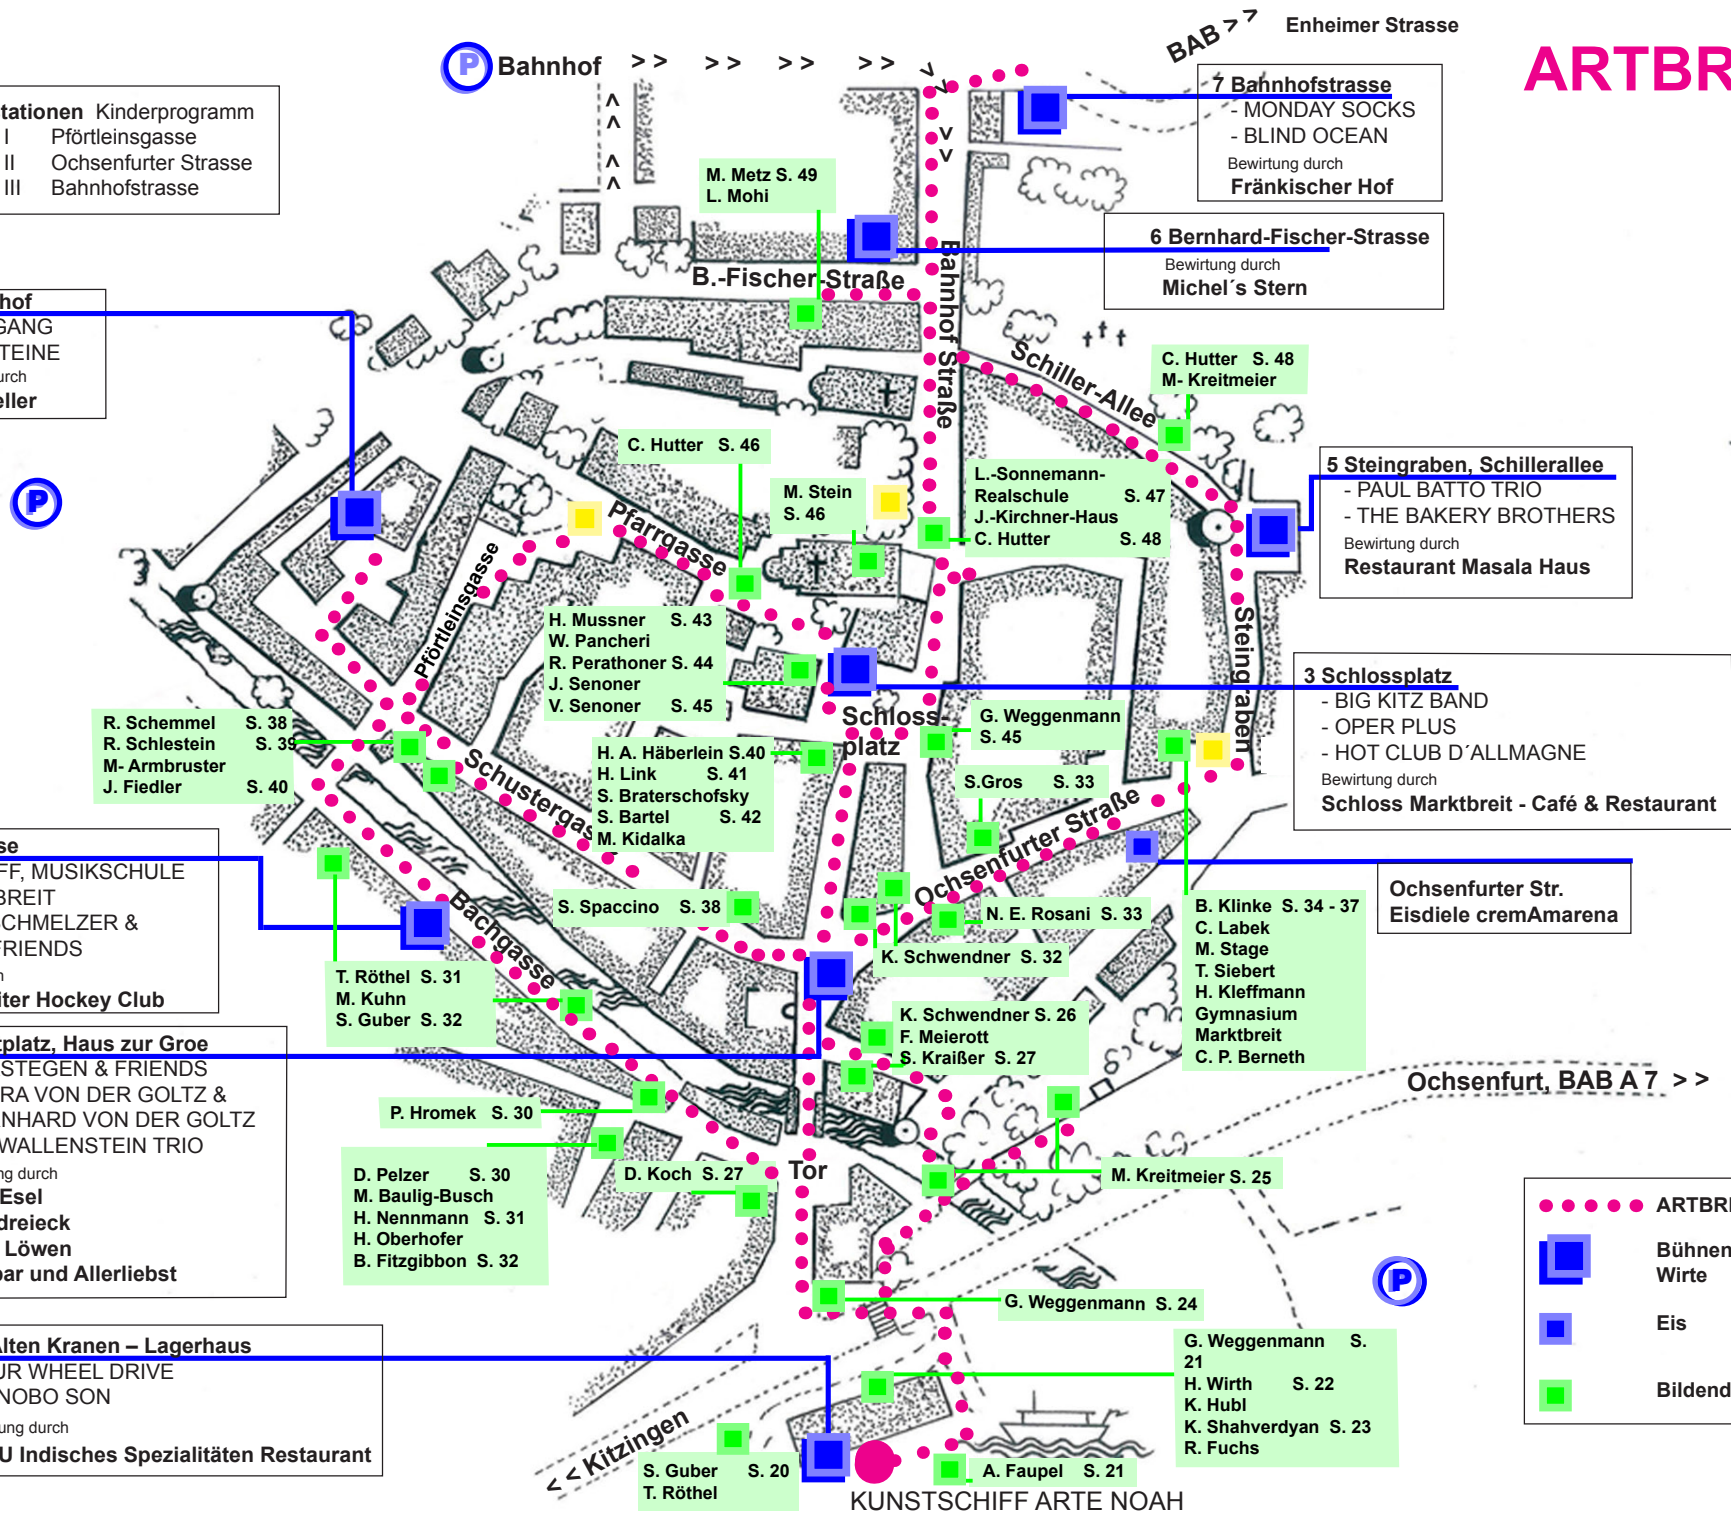 BAB >>
Enheimer Strasse
ARTBR
P Bahnhof >> >> >> >>
tationen Kinderprogramm
I Pförtleinsgasse
II Ochsenfurter Strasse
III Bahnhofstrasse
7 Bahnhofstrasse
- MONDAY SOCKS
- BLIND OCEAN
Bewirtung durch
Fränkischer Hof
M. Metz S. 49
L. Mohi
6 Bernhard-Fischer-Strasse
Bewirtung durch
Michel´s Stern
B.-Fischer-Straße
Bahnhof Straße
hof
GANG
TEINE
urch
eller
Schiller-Allee
C. Hutter S. 48
M- Kreitmeier
C. Hutter S. 46
M. Stein
S. 46
L.-Sonnemann-
Realschule S. 47
J.-Kirchner-Haus
C. Hutter S. 48
5 Steingraben, Schillerallee
- PAUL BATTO TRIO
- THE BAKERY BROTHERS
Bewirtung durch
Restaurant Masala Haus
P
Pfarrgasse
Pförtleinsgasse
Steingraben
H. Mussner S. 43
W. Pancheri
R. Perathoner S. 44
J. Senoner
V. Senoner S. 45
3 Schlossplatz
- BIG KITZ BAND
- OPER PLUS
- HOT CLUB D´ALLMAGNE
Bewirtung durch
Schloss Marktbreit - Café & Restaurant
Schloss-
platz
G. Weggenmann
S. 45
R. Schemmel S. 38
R. Schlestein S. 39
M- Armbruster
J. Fiedler S. 40
Schustergas
H. A. Häberlein S.40
H. Link S. 41
S. Braterschofsky
S. Bartel S. 42
M. Kidalka
S.Gros S. 33
Ochsenfurter Straße
se
FF, MUSIKSCHULE
BREIT
SCHMELZER &
FRIENDS
h
iter Hockey Club
Ochsenfurter Str.
Eisdiele cremAmarena
Bachgasse
S. Spaccino S. 38
N. E. Rosani S. 33
K. Schwendner S. 32
B. Klinke S. 34 - 37
C. Labek
M. Stage
T. Siebert
H. Kleffmann
Gymnasium
Marktbreit
C. P. Berneth
T. Röthel S. 31
M. Kuhn
S. Guber S. 32
K. Schwendner S. 26
F. Meierott
S. Kraißer S. 27
tplatz, Haus zur Groe
STEGEN & FRIENDS
RA VON DER GOLTZ &
NHARD VON DER GOLTZ
WALLENSTEIN TRIO
ng durch
Esel
dreieck
Löwen
bar und Allerliebst
Ochsenfurt, BAB A 7 >>
P. Hromek S. 30
D. Pelzer S. 30
M. Baulig-Busch
H. Nennmann S. 31
H. Oberhofer
B. Fitzgibbon S. 32
D. Koch S. 27
Tor
M. Kreitmeier S. 25
P
ARTBR
Bühnen
Wirte
Eis
Bildend
G. Weggenmann S. 24
lten Kranen – Lagerhaus
UR WHEEL DRIVE
NOBO SON
ung durch
U Indisches Spezialitäten Restaurant
G. Weggenmann S.
21
H. Wirth S. 22
K. Hubl
K. Shahverdyan S. 23
R. Fuchs
<< Kitzingen
S. Guber S. 20
T. Röthel
A. Faupel S. 21
KUNSTSCHIFF ARTE NOAH